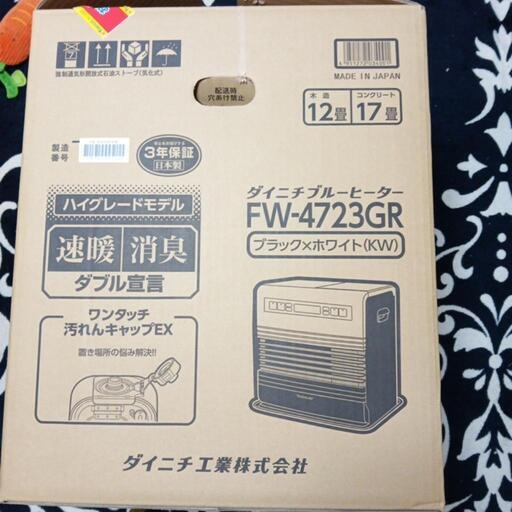 強制通気形開放式石油ストーブ(気化式)
配送時
穴あけ禁止
MADE IN JAPAN
木造
12畳
コンクリート
17畳
製造
番号
3年保証
日本製
ハイグレードモデル
速暖 消臭
ダブル宣言
ワンタッチ
汚れんキャップEX
置き場所の悩み解決!!
ダイニチブルーヒーター
FW-4723GR
ブラック×ホワイト(KW)
ダイニチ工業株式会社